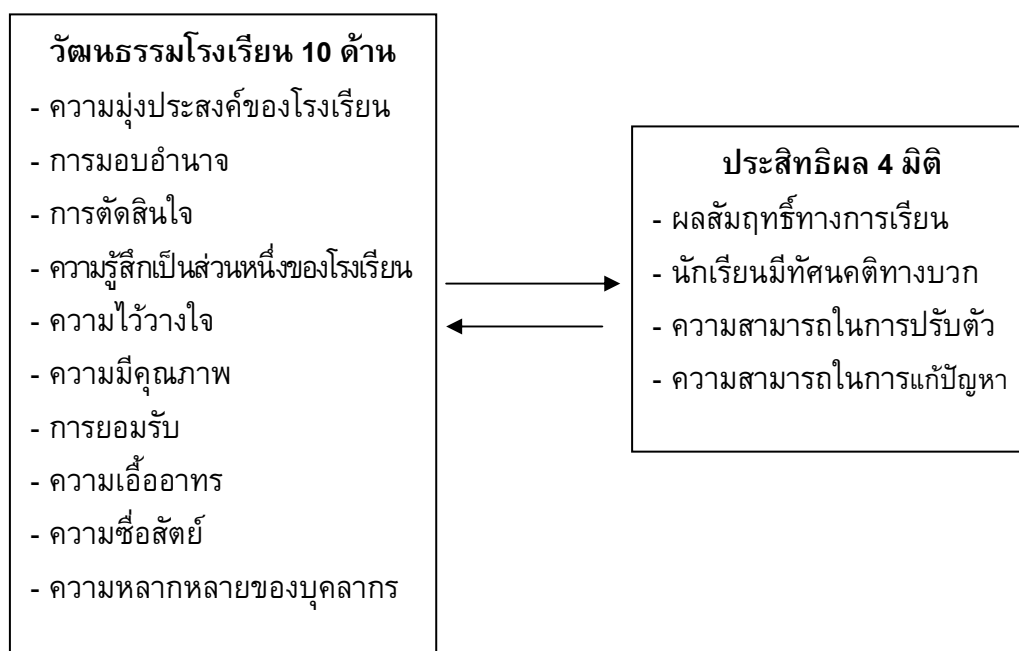 วัฒนธรรมโรงเรียน 10 ด้าน
- ความมุ่งประสงค์ของโรงเรียน
- การมอบอำนาจ
- การตัดสินใจ
- ความรู้สึกเป็นส่วนหนึ่งของโรงเรียน
- ความไว้วางใจ
- ความมีคุณภาพ
- การยอมรับ
- ความเอื้ออาทร
- ความซื่อสัตย์
- ความหลากหลายของบุคลากร
ประสิทธิผล 4 มิติ
- ผลสัมฤทธิ์ทางการเรียน
- นักเรียนมีทัศนคติทางบวก
- ความสามารถในการปรับตัว
- ความสามารถในการแก้ปัญหา